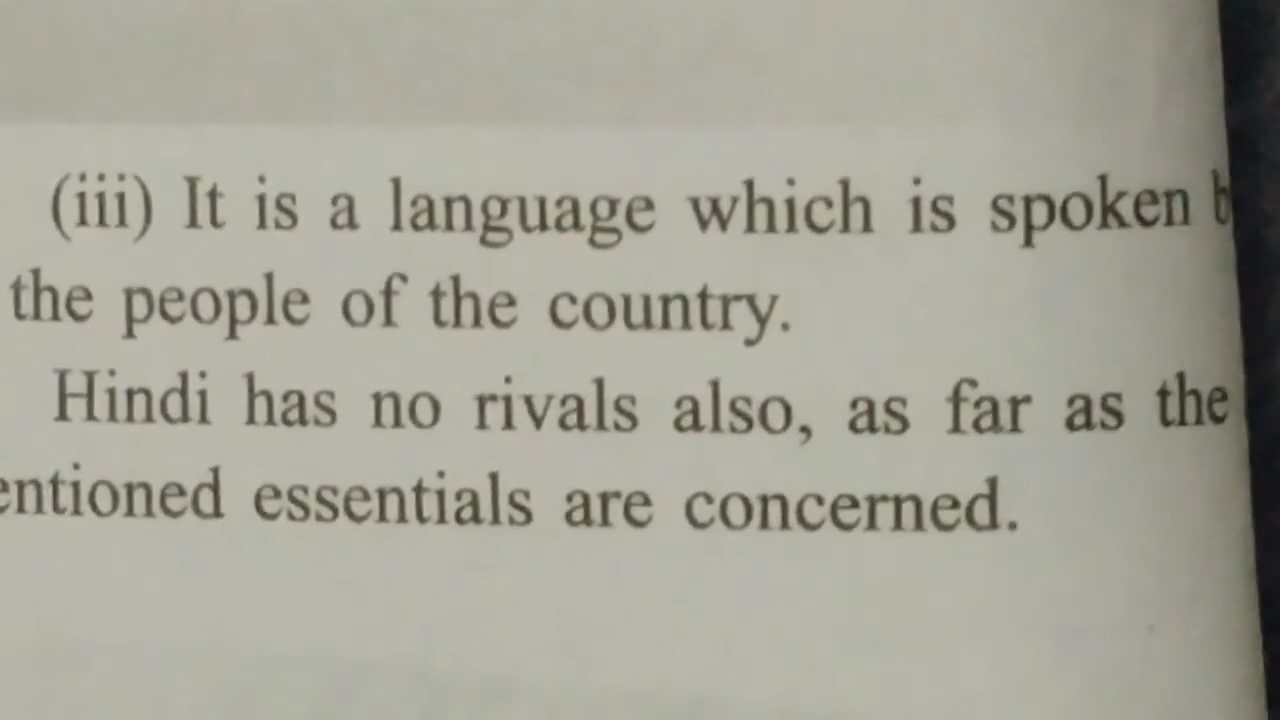 (iii) It is a language which is spoken
the people of the country.
Hindi has no rivals also, as far as the
entioned essentials are concerned.